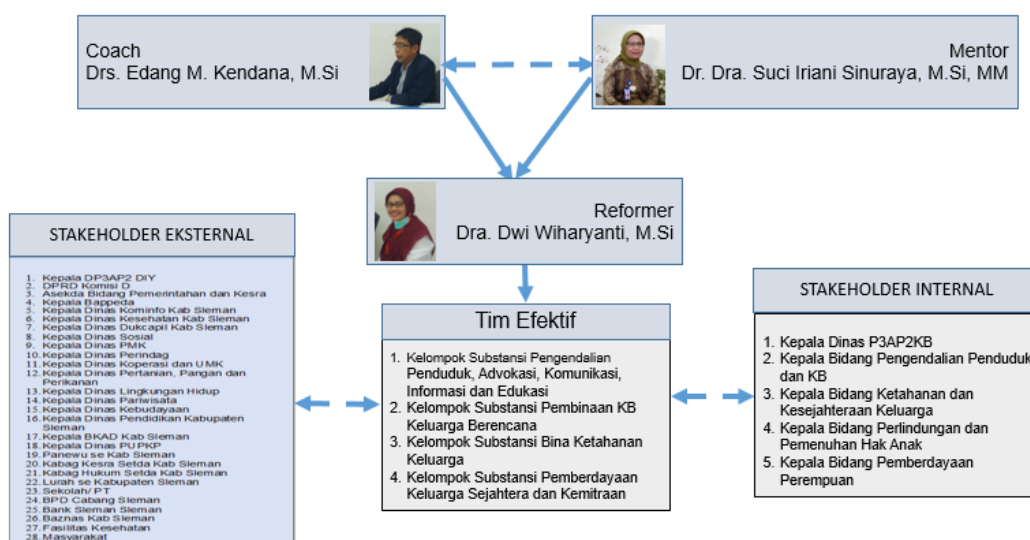 Coach
Drs. Edang M. Kendana, M.Si
Mentor
Dr. Dra. Suci Iriani Sinuraya, M.Si, MM
Reformer
Dra. Dwi Wiharyanti, M.Si
STAKEHOLDER EKSTERNAL
1. Kepala DP3AP2 DIY
2. DPRD Komisi D
3. Asekda Bidang Pemerintahan dan Kesra
4. Kepala Bappeda
5. Kepala Dinas Kominfo Kab Sleman
6. Kepala Dinas Kesehatan Kab Sleman
7. Kepala Dinas Dukcapil Kab Sleman
8. Kepala Dinas Sosial
9. Kepala Dinas PMK
10. Kepala Dinas Perindag
11. Kepala Dinas Koperasi dan UMK
12. Kepala Dinas Pertanian, Pangan dan
Perikanan
13. Kepala Dinas Lingkungan Hidup
14. Kepala Dinas Pariwisata
15. Kepala Dinas Kebudayaan
16. Kepala Dinas Pendidikan Kabupaten
Sleman
17. Kepala BKAD Kab Sleman
18. Kepala Dinas PUPKP
19. Panewu se Kab Sleman
20. Kabag Kesra Setda Kab Sleman
21. Kabag Hukum Setda Kab Sleman
22. Lurah se Kabupaten Sleman
23. Sekolah/ PT
24. BPD Cabang Sleman
25. Bank Sleman Sleman
26. Baznas Kab Sleman
27. Fasilitas Kesehatan
28. Masyarakat
Tim Efektif
1. Kelompok Substansi Pengendalian
Penduduk, Advokasi, Komunikasi,
Informasi dan Edukasi
2. Kelompok Substansi Pembinaan KB
Keluarga Berencana
3. Kelompok Substansi Bina Ketahanan
Keluarga
4. Kelompok Substansi Pemberdayaan
Keluarga Sejahtera dan Kemitraan
STAKEHOLDER INTERNAL
1. Kepala Dinas P3AP2KB
2. Kepala Bidang Pengendalian Penduduk
dan KB
3. Kepala Bidang Ketahanan dan
Kesejahteraan Keluarga
4. Kepala Bidang Perlindungan dan
Pemenuhan Hak Anak
5. Kepala Bidang Pemberdayaan
Perempuan